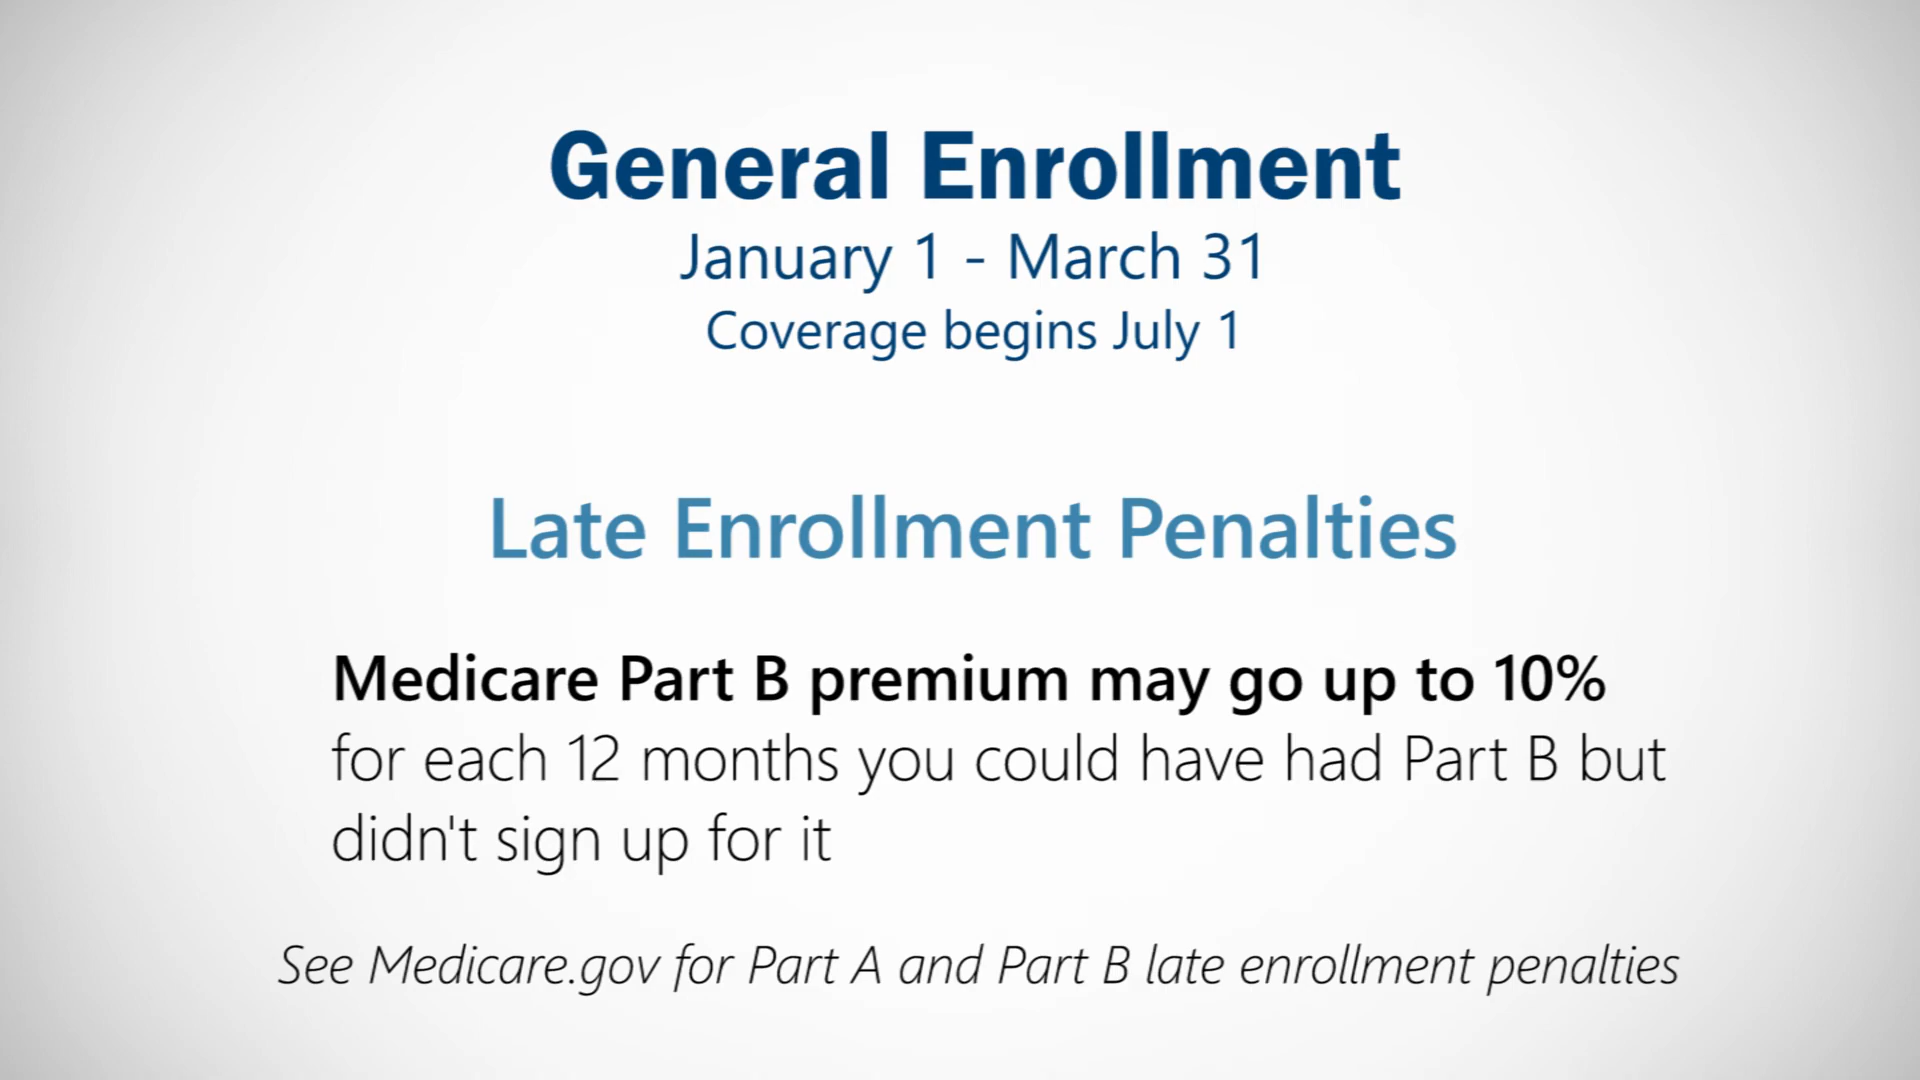 General Enrollment
January 1 - March 31
Coverage begins July 1
Late Enrollment Penalties
Medicare Part B premium may go up to 10%
for each 12 months you could have had Part B but
didn't sign up for it
See Medicare.gov for Part A and Part B late enrollment penalties